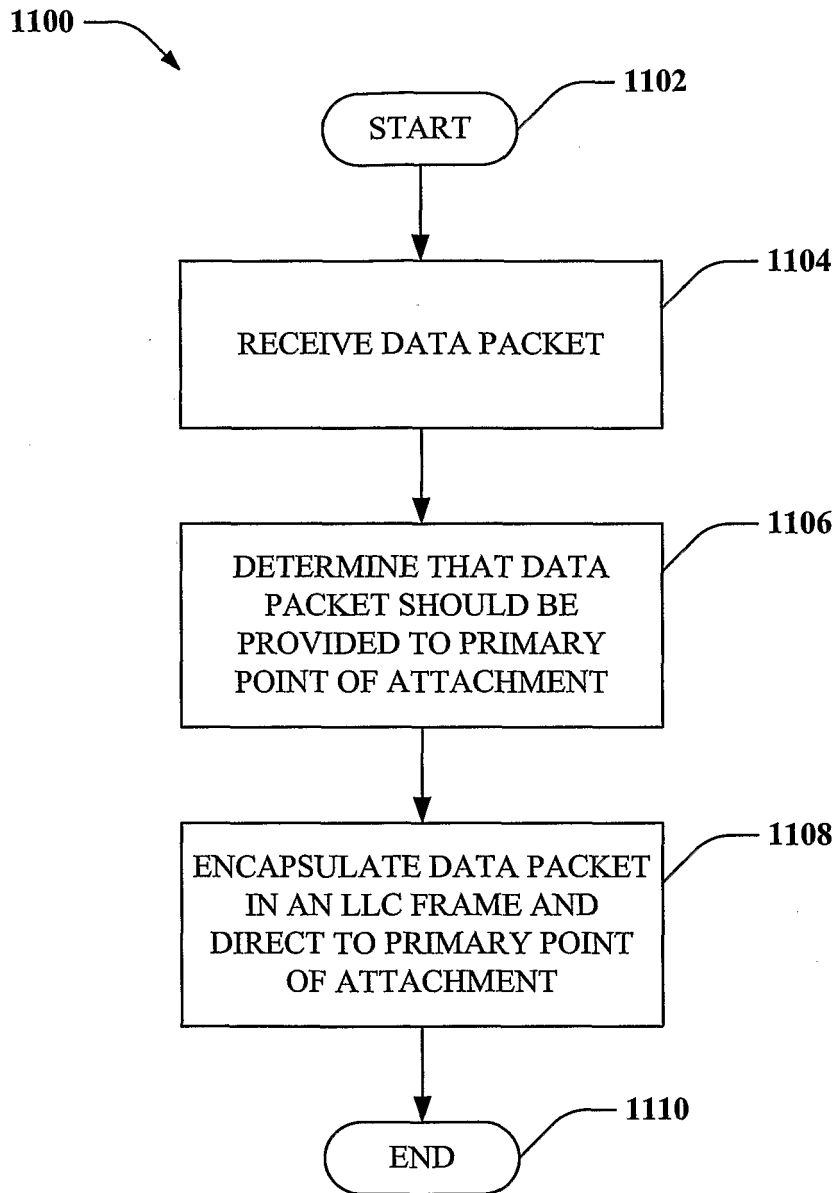 1100
1102
START
1104
RECEIVE DATA PACKET
1106
DETERMINE THAT DATA
PACKET SHOULD BE
PROVIDED TO PRIMARY
POINT OF ATTACHMENT
1108
ENCAPSULATE DATA PACKET
IN AN LLC FRAME AND
DIRECT TO PRIMARY POINT
OF ATTACHMENT
1110
END